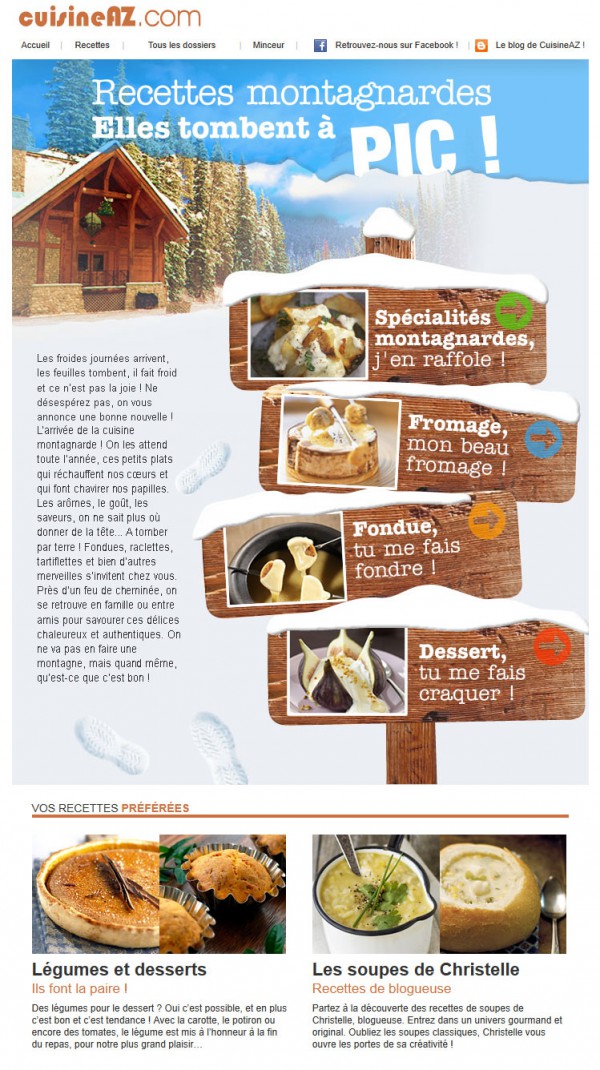 cuisineAZ.com
Accueil | Recettes | Tous les dossiers | Minceur | Retrouvez-nous sur Facebook ! | Le blog de CuisineAZ !
Recettes montagnardes
Elles tombent à PIC !
Les froides journées arrivent,
les feuilles tombent, il fait froid
et ce n'est pas la joie ! Ne
désespérez pas, on vous
annonce une bonne nouvelle !
L'arrivée de la cuisine
montagnarde ! On les attend
toute l'année, ces petits plats
qui réchauffent nos cœurs et
qui font chavirer nos papilles.
Les arômes, le goût, les
saveurs, on ne sait plus où
donner de la tête... A tomber
par terre ! Fondues, raclettes,
tartiflettes et bien d'autres
merveilles s'invitent chez vous.
Près d'un feu de cheminée, on
se retrouve en famille ou entre
amis pour savourer ces délices
chaleureux et authentiques. On
ne va pas en faire une
montagne, mais quand même,
qu'est-ce que c'est bon !
Spécialités
montagnardes,
j'en raffole !
Fromage,
mon beau
fromage !
Fondue,
tu me fais
fondre !
Dessert,
tu me fais
craquer !
VOS RECETTES PRÉFÉRÉES
Légumes et desserts
Ils font la paire !
Des légumes pour le dessert ? Oui c'est possible, et en plus
c'est bon et c'est tendance ! Avec la carotte, le potiron ou
encore des tomates, le légume est mis à l'honneur à la fin
du repas, pour notre plus grand plaisir…
Les soupes de Christelle
Recettes de blogueuse
Partez à la découverte des recettes de soupes de
Christelle, blogueuse. Entrez dans un univers gourmand et
original. Oubliez les soupes classiques, Christelle vous
ouvre les portes de sa créativité !